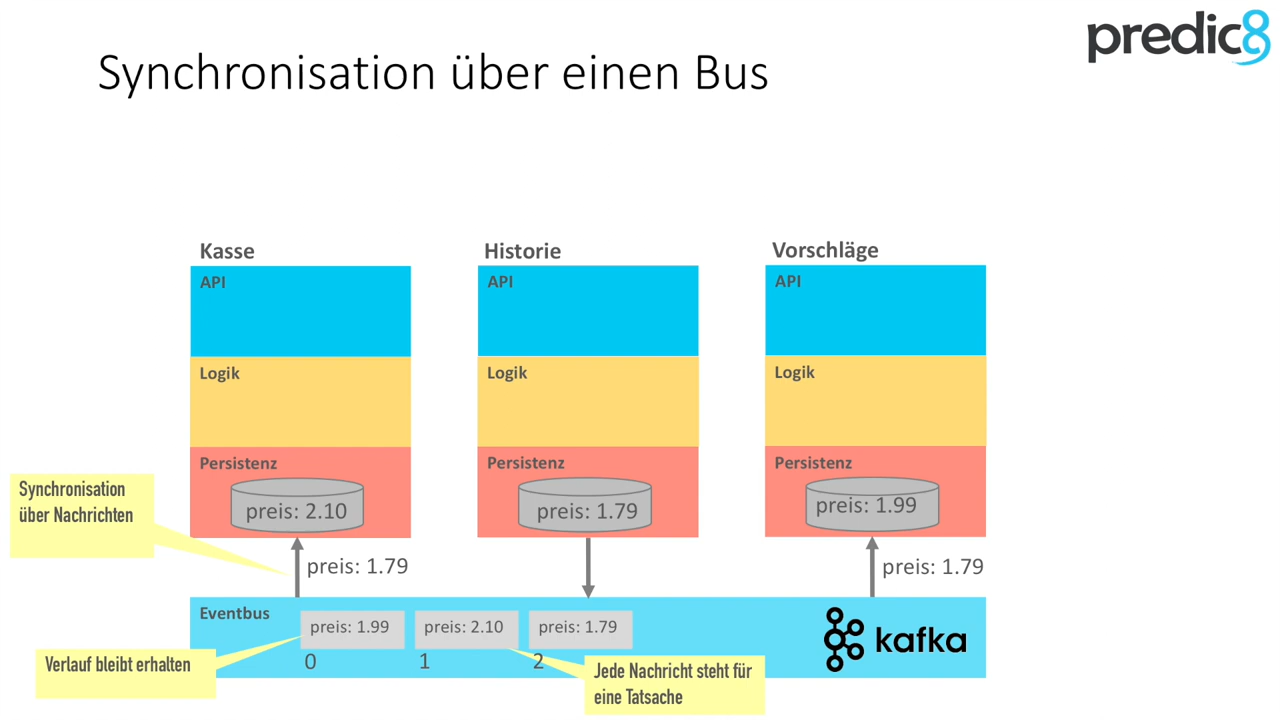 predic8
Synchronisation über einen Bus
Kasse
Historie
Vorschläge
API
API
API
Logik
Logik
Logik
Persistenz
Persistenz
Persistenz
preis: 2.10
preis: 1.79
preis: 1.99
Synchronisation
über Nachrichten
preis: 1.79
preis: 1.79
Eventbus
preis: 1.99
preis: 2.10
preis: 1.79
kafka
0
1
2
Verlauf bleibt erhalten
Jede Nachricht steht für
eine Tatsache